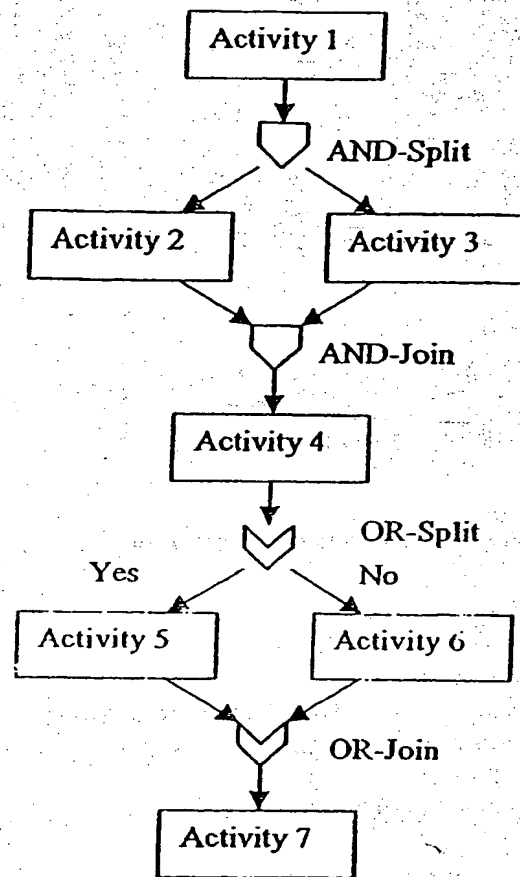 Activity 1
AND-Split
Activity 2
Activity 3
AND-Join
Activity 4
OR-Split
Yes
No
Activity 5
Activity 6
OR-Join
Activity 7